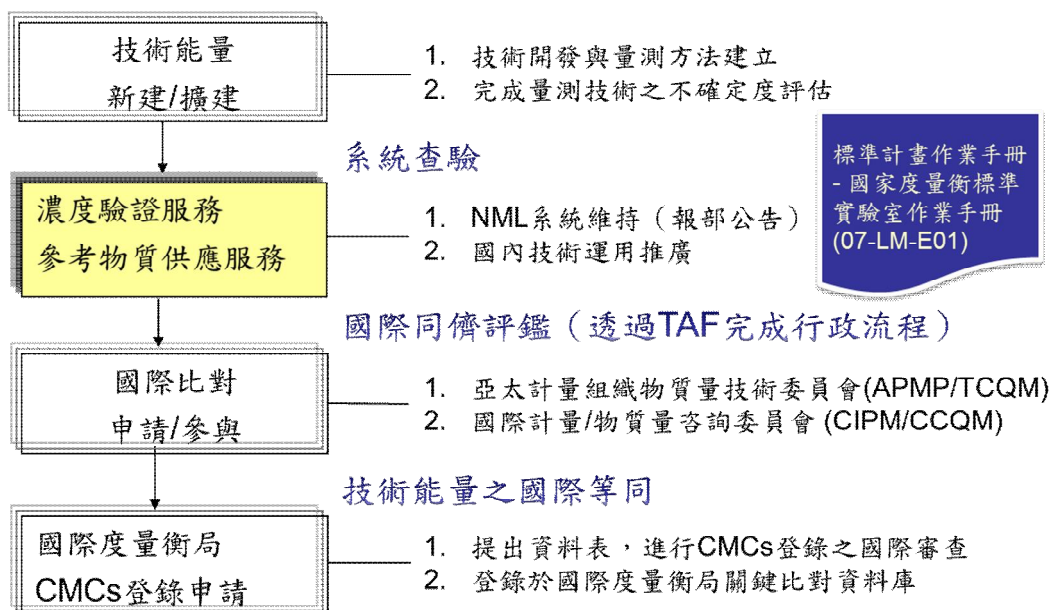 技術能量
新建/擴建
1. 技術開發與量測方法建立
2. 完成量測技術之不確定度評估
系統查驗
標準計畫作業手冊
- 國家度量衡標準
實驗室作業手冊
(07-LM-E01)
濃度驗證服務
參考物質供應服務
1. NML系統維持（報部公告）
2. 國內技術運用推廣
國際同儕評鑑（透過TAF完成行政流程）
國際比對
申請/參與
1. 亞太計量組織物質量技術委員會(APMP/TCQM)
2. 國際計量/物質量咨詢委員會 (CIPM/CCQM)
技術能量之國際等同
國際度量衡局
CMCs登錄申請
1. 提出資料表，進行CMCs登錄之國際審查
2. 登錄於國際度量衡局關鍵比對資料庫